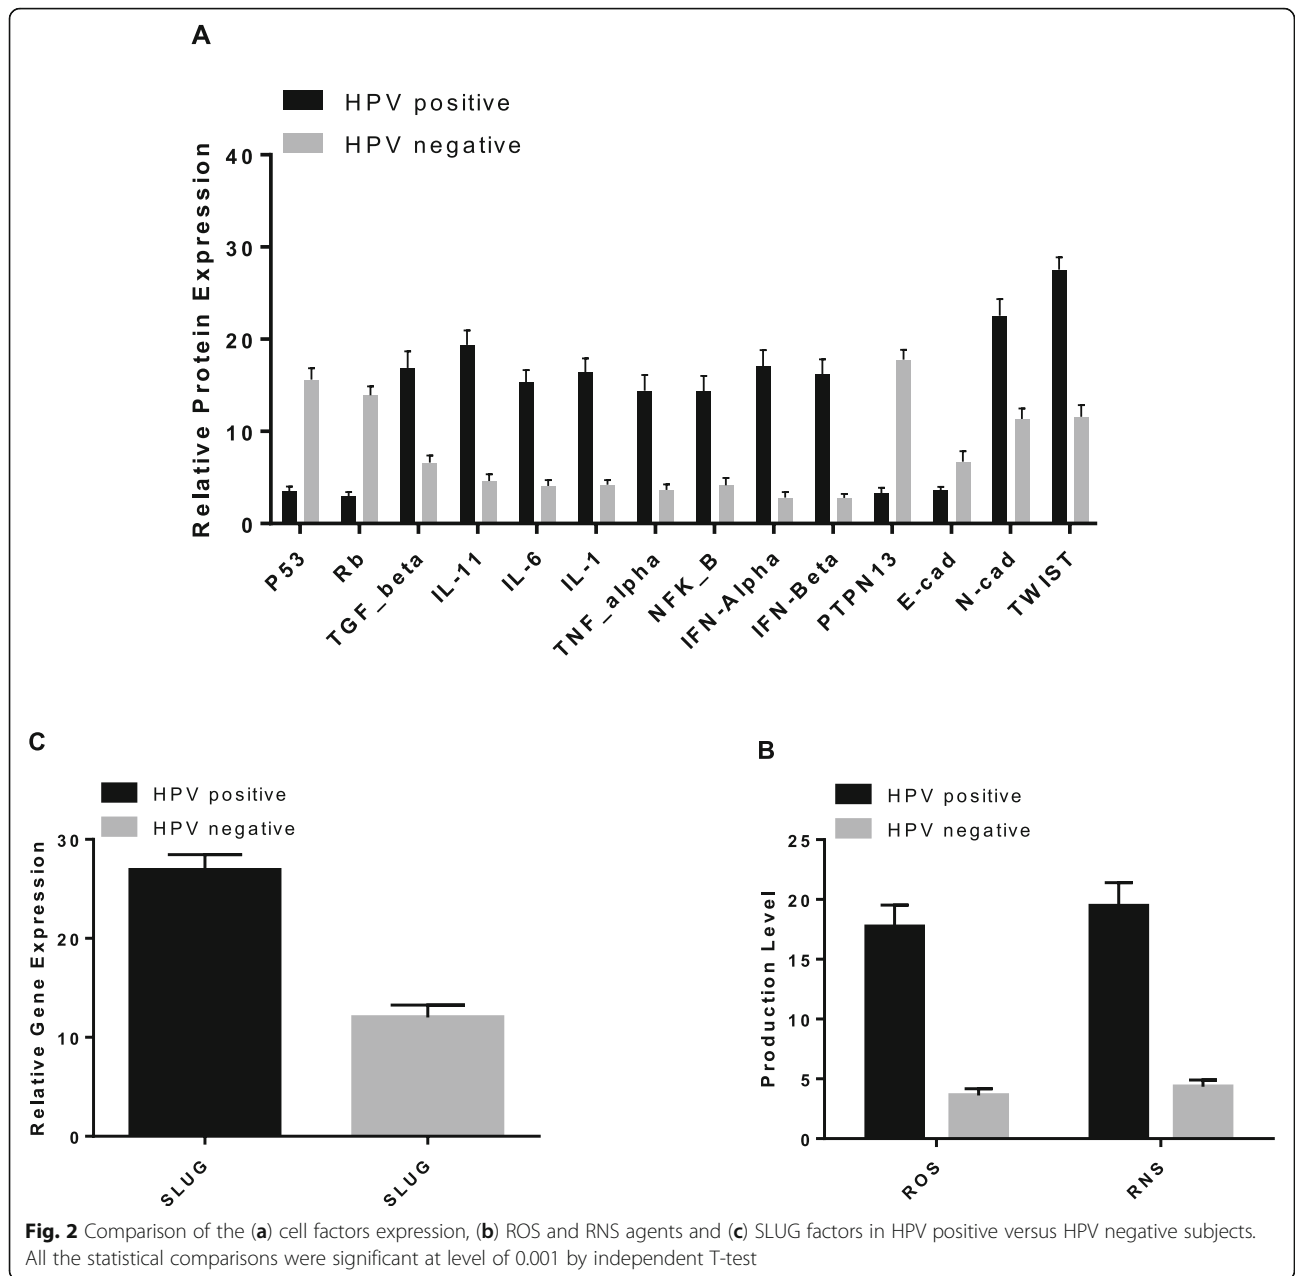 A
HPV positive
HPV negative
Relative Protein Expression
40
30
20
10
0
P53
Rb
TGF_beta
IL-11
IL-6
IL-1
TNF_alpha
NFK_B
IFN-Alpha
IFN-Beta
PTPN13
E-cad
N-cad
TWIST
C
HPV positive
HPV negative
Relative Gene Expression
30
20
10
0
SLUG
SLUG
B
HPV positive
HPV negative
Production Level
25
20
15
10
5
0
ROS
RNS
Fig. 2 Comparison of the (a) cell factors expression, (b) ROS and RNS agents and (c) SLUG factors in HPV positive versus HPV negative subjects.
All the statistical comparisons were significant at level of 0.001 by independent T-test